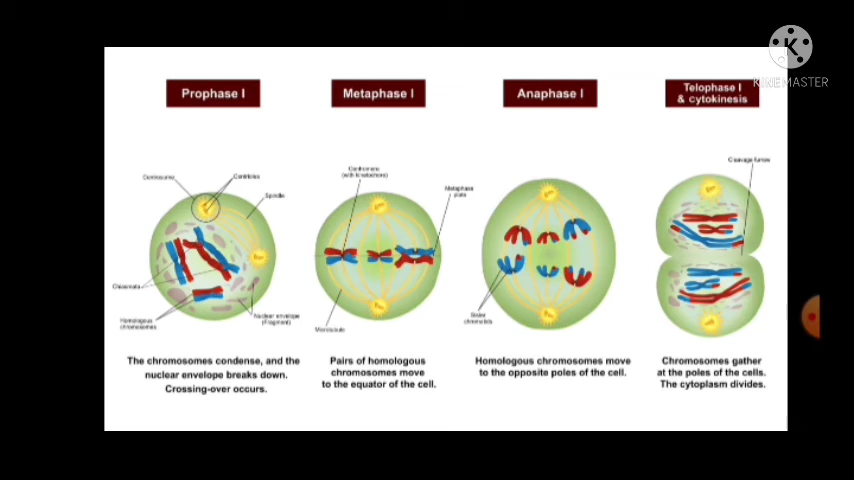 KINEMASTER
Prophase I
Metaphase I
Anaphase I
Telophase I
& cytokinesis
Centrosome
Centrioles
Spindle
Chiasmata
Homologous
chromosomes
Nuclear envelope
(Fragment)
Centromere
(with kinetochore)
Metaphase
plate
Microtubule
Sister
chromatids
Cleavage furrow
The chromosomes condense, and the
nuclear envelope breaks down.
Crossing-over occurs.
Pairs of homologous
chromosomes move
to the equator of the cell.
Homologous chromosomes move
to the opposite poles of the cell.
Chromosomes gather
at the poles of the cells.
The cytoplasm divides.